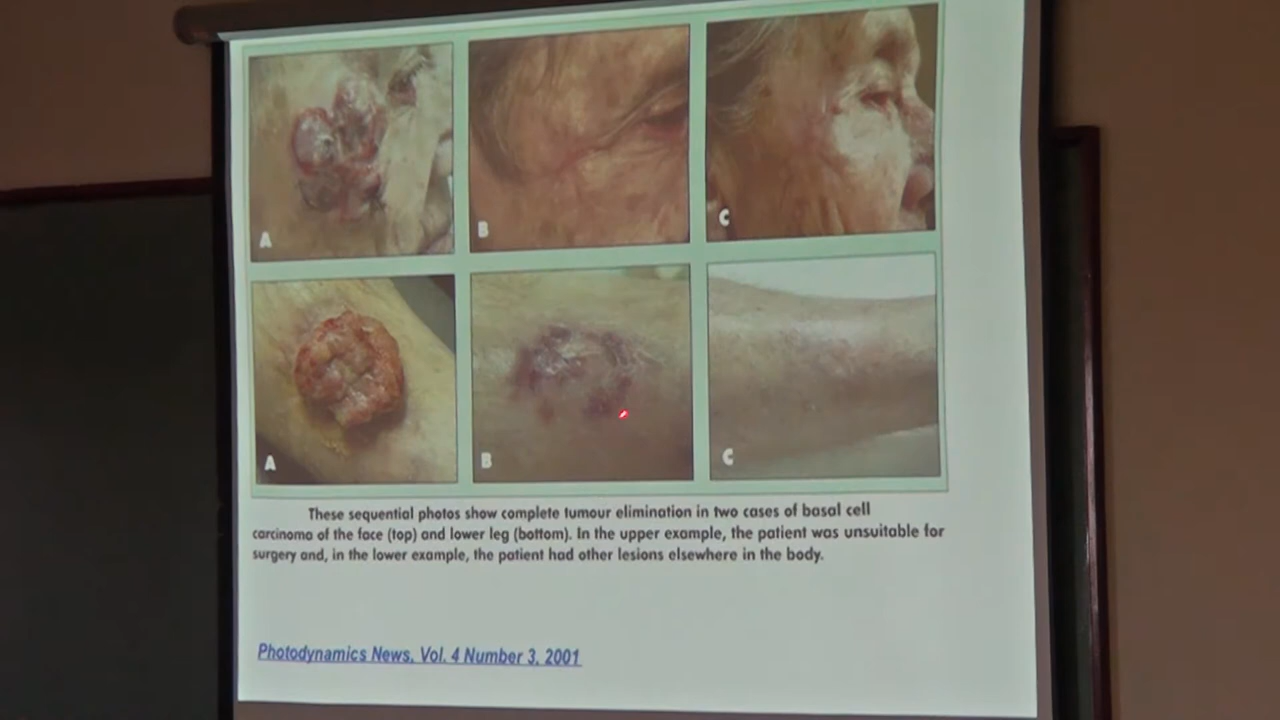 A
B
C
A
B
C
These sequential photos show complete tumour elimination in two cases of basal cell
carcinoma of the face (top) and lower leg (bottom). In the upper example, the patient was unsuitable for
surgery and, in the lower example, the patient had other lesions elsewhere in the body.
Photodynamics News, Vol. 4 Number 3, 2001